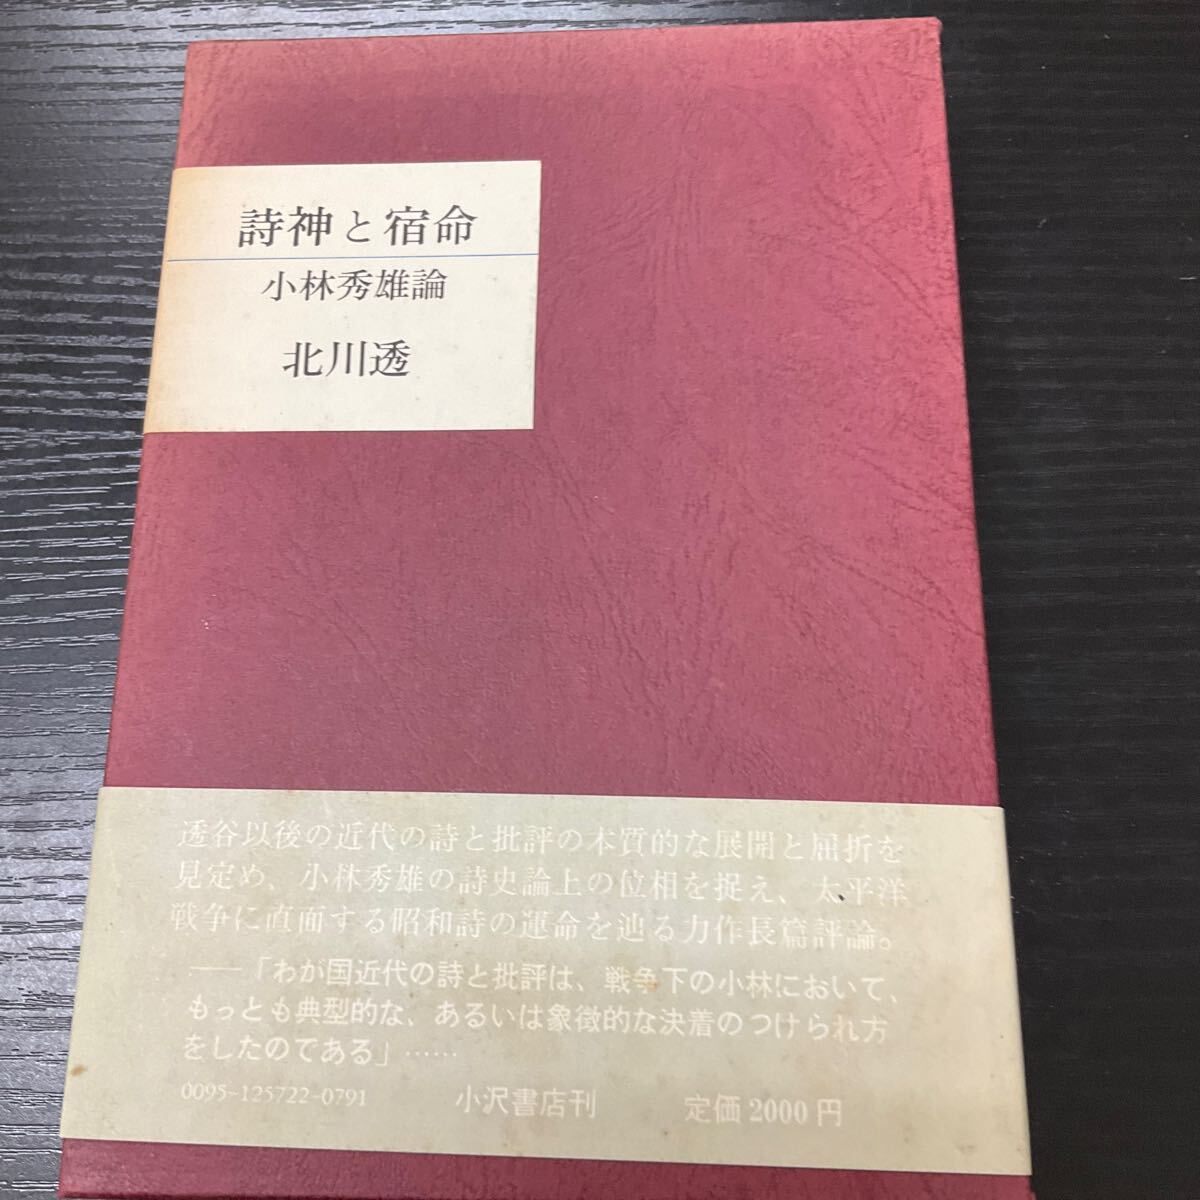 詩神と宿命
小林秀雄論
北川透
透谷以後の近代の詩と批評の本質的な展開と屈折を
見定め、小林秀雄の詩史論上の位相を捉え、太平洋
戦争に直面する昭和詩の運命を辿る力作長篇評論。
——「わが国近代の詩と批評は、戦争下の小林において、
もっとも典型的な、あるいは象徴的な決着のつけられ方
をしたのである」……
0095-125722-0791 小沢書店刊 定価2000円